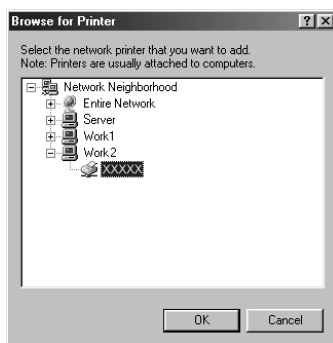 Browse for Printer
Select the network printer that you want to add.
Note: Printers are usually attached to computers.
Network Neighborhood
Entire Network
Server
Work1
Work2
XXXXX
OK Cancel